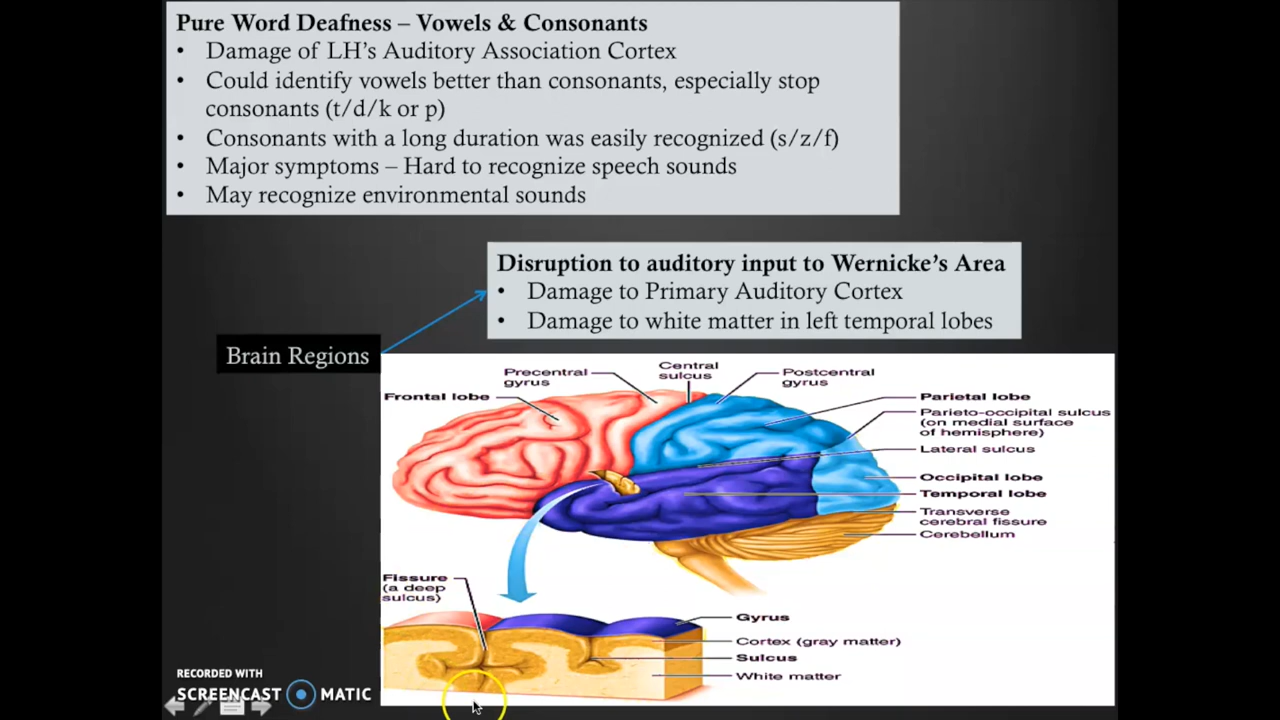 Pure Word Deafness – Vowels & Consonants
• Damage of LH's Auditory Association Cortex
• Could identify vowels better than consonants, especially stop
consonants (t/d/k or p)
• Consonants with a long duration was easily recognized (s/z/f)
• Major symptoms – Hard to recognize speech sounds
• May recognize environmental sounds
Disruption to auditory input to Wernicke's Area
• Damage to Primary Auditory Cortex
• Damage to white matter in left temporal lobes
Brain Regions
Precentral
gyrus
Central
sulcus
Postcentral
gyrus
Frontal lobe
Parietal lobe
Parieto-occipital sulcus
(on medial surface
of hemisphere)
Lateral sulcus
Occipital lobe
Temporal lobe
Transverse
cerebral fissure
Cerebellum
Fissure
(a deep
sulcus)
Gyrus
Cortex (gray matter)
Sulcus
White matter
RECORDED WITH
SCREENCAST MATIC